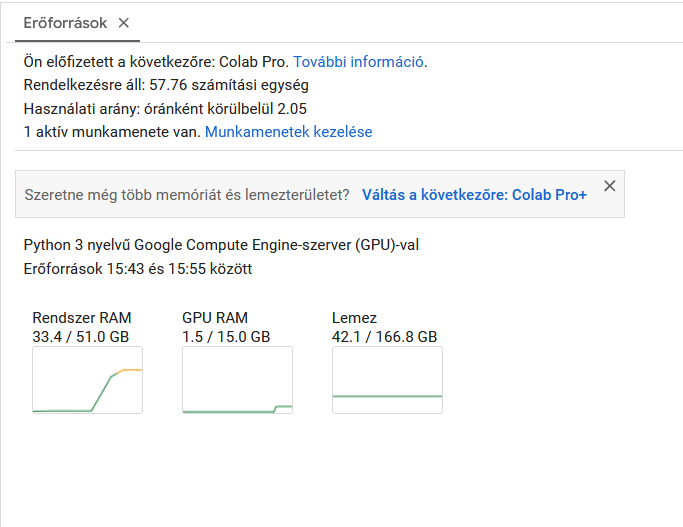 Erőforrások
Ön előfizetett a következőre: Colab Pro. További információ.
Rendelkezésre áll: 57.76 számítási egység
Használati arány: óránként körülbelül 2.05
1 aktív munkamenete van. Munkamenetek kezelése
Szeretne még több memóriát és lemezterületet? Váltás a következőre: Colab Pro+
Python 3 nyelvű Google Compute Engine-szerver (GPU)-val
Erőforrások 15:43 és 15:55 között
Rendszer RAM
33.4 / 51.0 GB
GPU RAM
1.5 / 15.0 GB
Lemez
42.1 / 166.8 GB